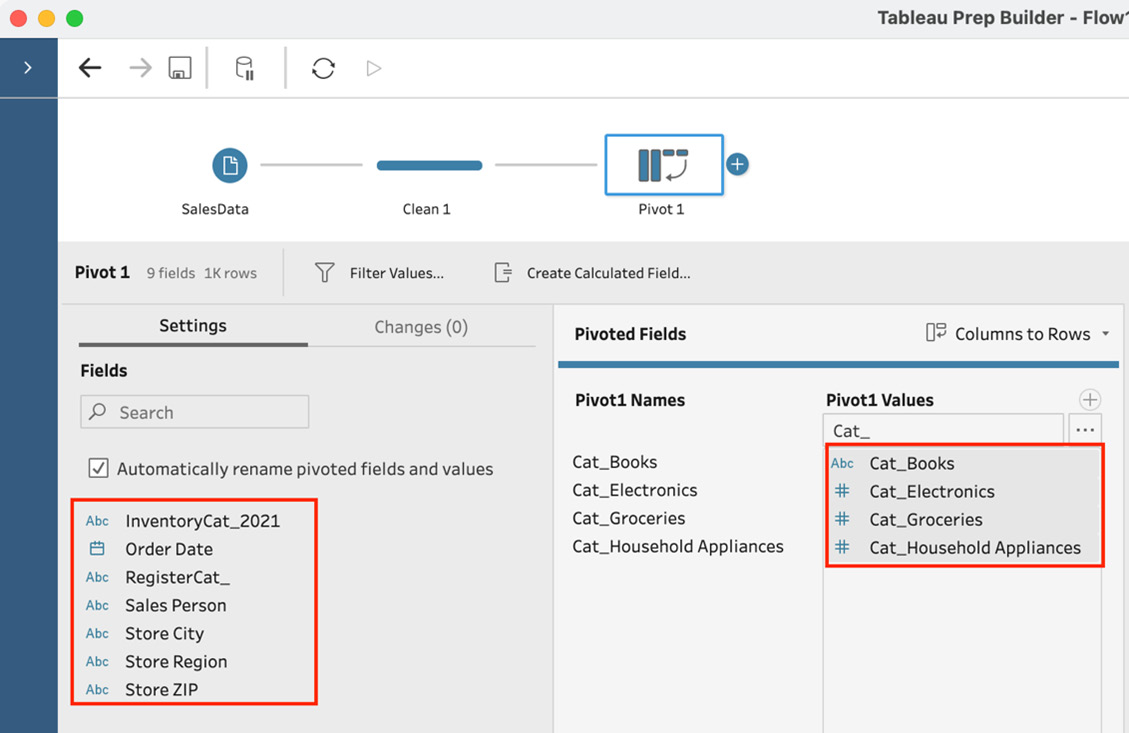 Tableau Prep Builder - Flow1
SalesData
Clean 1
Pivot 1
Pivot 1 9 fields 1K rows Filter Values... Create Calculated Field...
Settings Changes (0)
Fields
Search
Automatically rename pivoted fields and values
Abc InventoryCat_2021
Order Date
Abc RegisterCat_
Abc Sales Person
Abc Store City
Abc Store Region
Abc Store ZIP
Pivoted Fields Columns to Rows
Pivot1 Names Pivot1 Values
Cat_
Cat_Books Abc Cat_Books
Cat_Electronics # Cat_Electronics
Cat_Groceries # Cat_Groceries
Cat_Household Appliances # Cat_Household Appliances